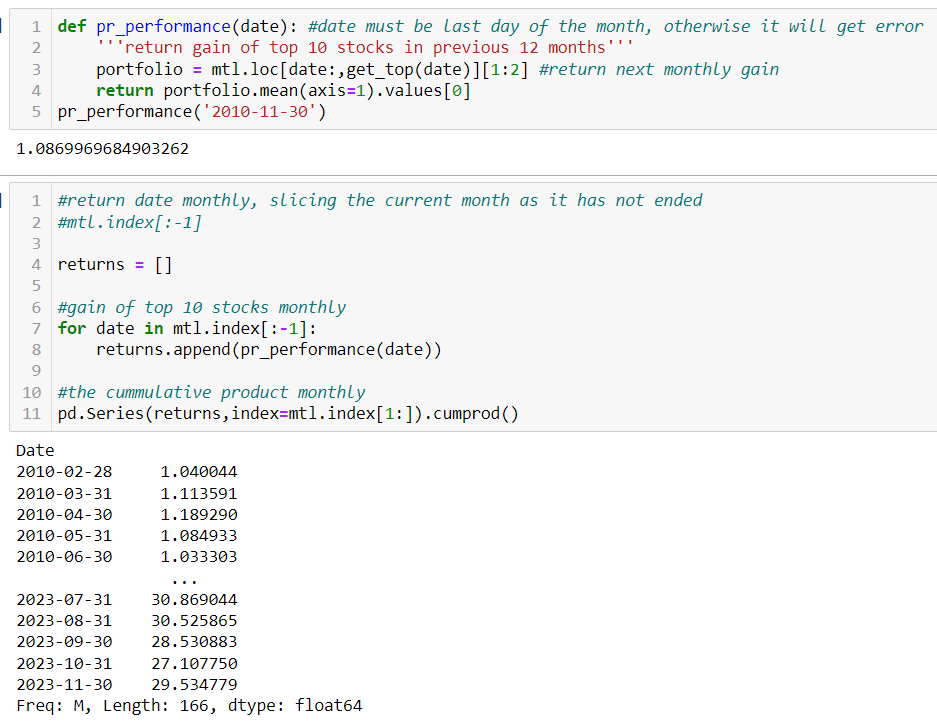 1 def pr_performance(date): #date must be last day of the month, otherwise it will get error
2     '''return gain of top 10 stocks in previous 12 months'''
3     portfolio = mtl.loc[date:,get_top(date)][1:2] #return next monthly gain
4     return portfolio.mean(axis=1).values[0]
5 pr_performance('2010-11-30')
1.0869969684903262
1 #return date monthly, slicing the current month as it has not ended
2 #mtl.index[:-1]
3
4 returns = []
5
6 #gain of top 10 stocks monthly
7 for date in mtl.index[:-1]:
8     returns.append(pr_performance(date))
9
10 #the cummulative product monthly
11 pd.Series(returns,index=mtl.index[1:]).cumprod()
Date
2010-02-28     1.040044
2010-03-31     1.113591
2010-04-30     1.189290
2010-05-31     1.084933
2010-06-30     1.033303
...
2023-07-31    30.869044
2023-08-31    30.525865
2023-09-30    28.530883
2023-10-31    27.107750
2023-11-30    29.534779
Freq: M, Length: 166, dtype: float64